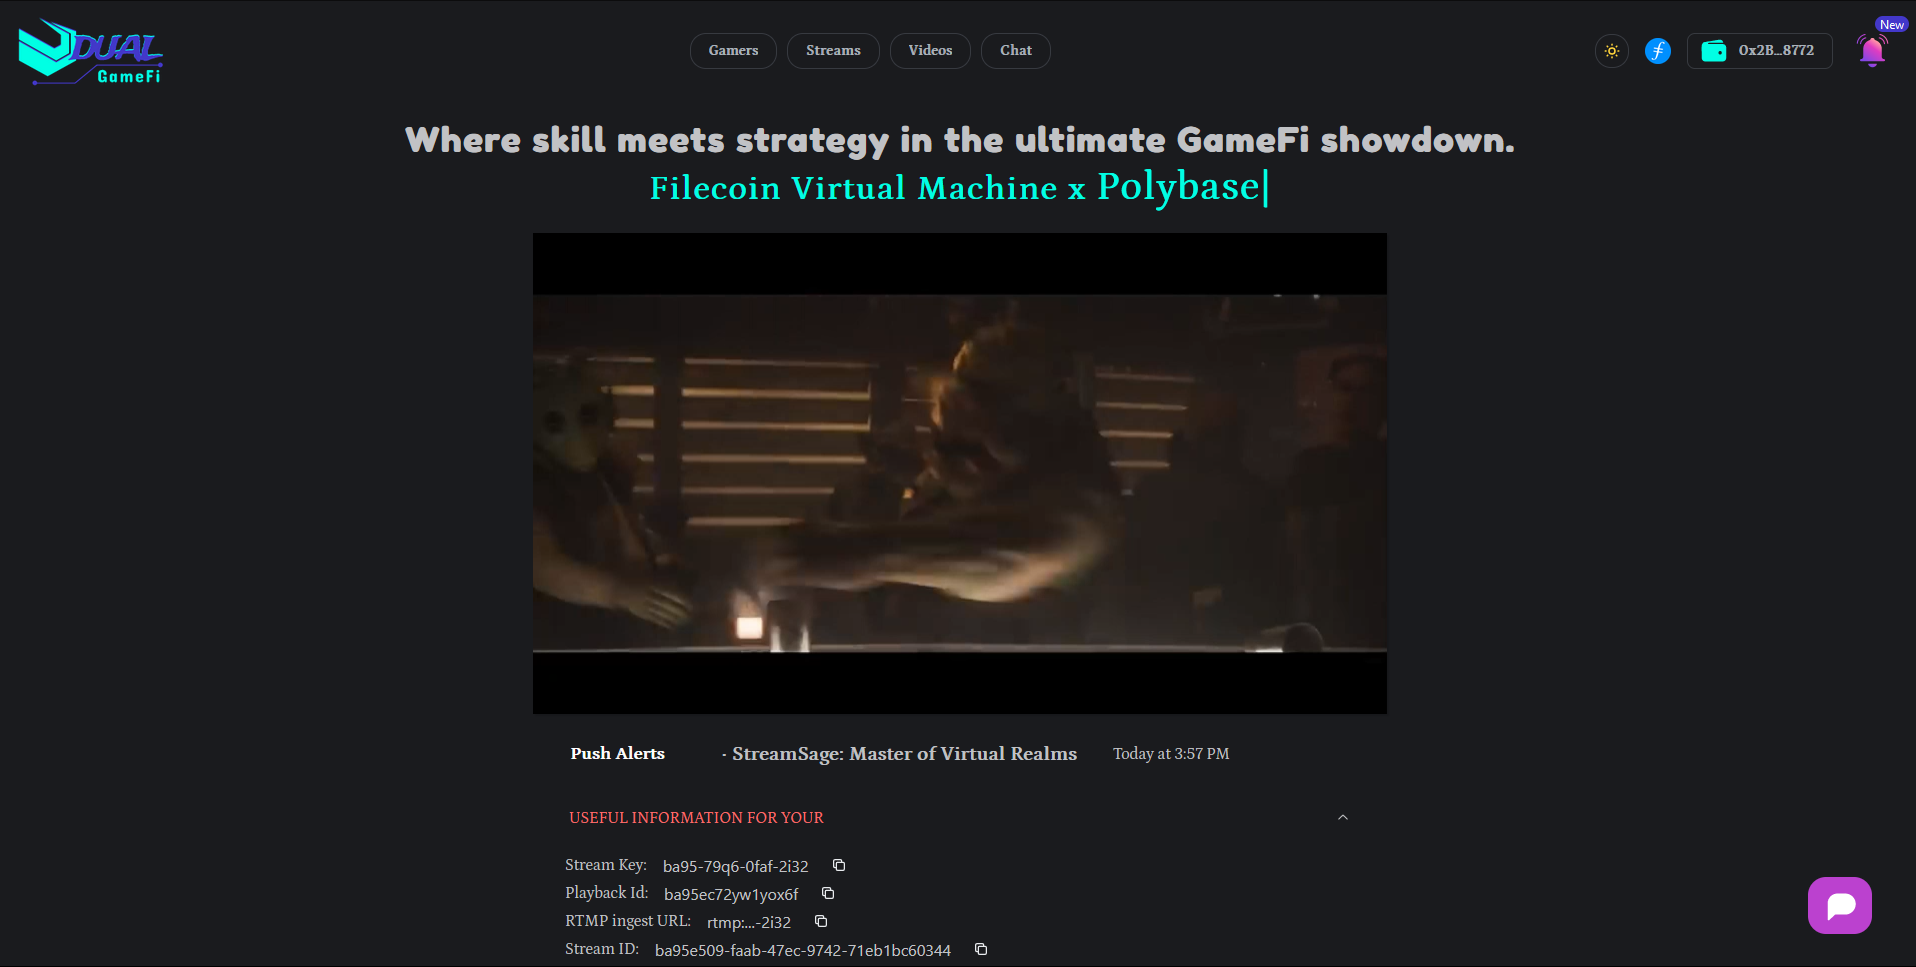 DUAL
GameFi
Gamers
Streams
Videos
Chat
0x2B...8772
New
Where skill meets strategy in the ultimate GameFi showdown.
Filecoin Virtual Machine x Polybase|
Push Alerts
· StreamSage: Master of Virtual Realms
Today at 3:57 PM
USEFUL INFORMATION FOR YOUR
Stream Key: ba95-79q6-0faf-2i32
Playback Id: ba95ec72yw1yox6f
RTMP ingest URL: rtmp:...-2i32
Stream ID: ba95e509-faab-47ec-9742-71eb1bc60344